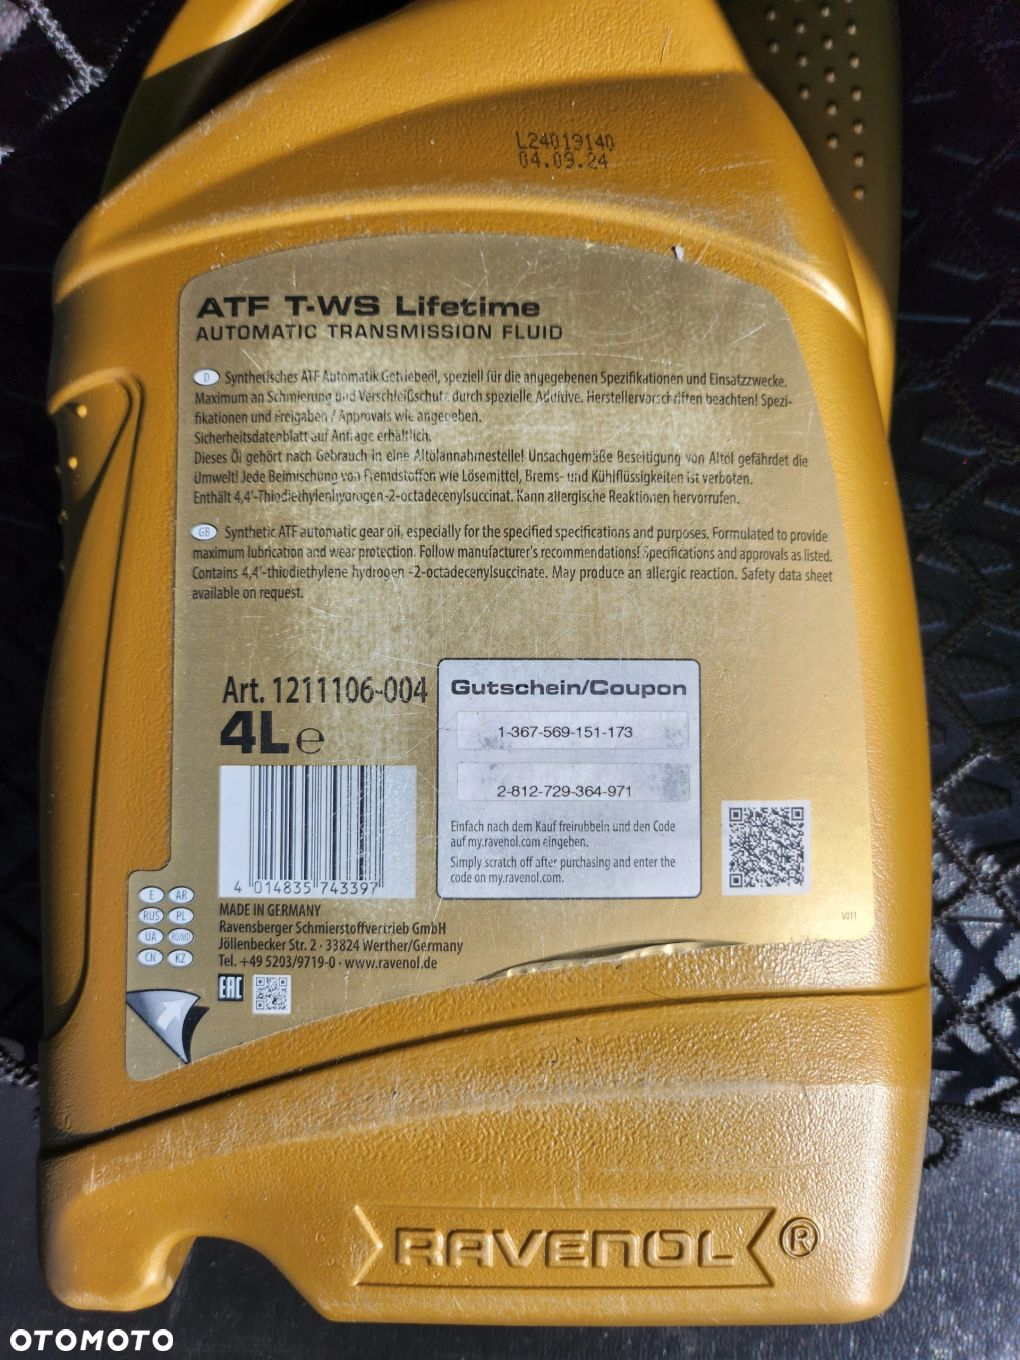 L24019140
04.09.24
ATF T-WS Lifetime
AUTOMATIC TRANSMISSION FLUID
D Synthetisches ATF Automatik Getriebeöl, speziell für die angegebenen Spezifikationen und Einsatzzwecke.
Maximum an Schmierung und Verschleißschutz durch spezielle Additive. Herstellervorschriften beachten! Spezi-
fikationen und Freigaben / Approvals wie angegeben.
Sicherheitsdatenblatt auf Anfrage erhältlich.
Dieses Öl gehört nach Gebrauch in eine Altölannahmestelle! Unsachgemäße Beseitigung von Altöl gefährdet die
Umwelt! Jede Beimischung von Fremdstoffen wie Lösemittel, Brems- und Kühlflüssigkeiten ist verboten.
Enthält 4,4'-Thiodiethylenhydrogen-2-octadecenylsuccinat. Kann allergische Reaktionen hervorrufen.
GB Synthetic ATF automatic gear oil, especially for the specified specifications and purposes. Formulated to provide
maximum lubrication and wear protection. Follow manufacturer's recommendations! Specifications and approvals as listed.
Contains 4,4'-thiodiethylene hydrogen -2-octadecenylsuccinate. May produce an allergic reaction. Safety data sheet
available on request.
Art. 1211106-004
4L e
4 014835 743397
Gutschein/Coupon
1-367-569-151-173
2-812-729-364-971
Einfach nach dem Kauf freirubbeln und den Code
auf my.ravenol.com eingeben.
Simply scratch off after purchasing and enter the
code on my.ravenol.com.
V011
E AR
RUS PL
UA RO/MD
CN KZ
MADE IN GERMANY
Ravensberger Schmierstoffvertrieb GmbH
Jöllenbecker Str. 2 · 33824 Werther/Germany
Tel. +49 5203/9719-0 · www.ravenol.de
EAC
RAVENOL ®
OTOMOTO